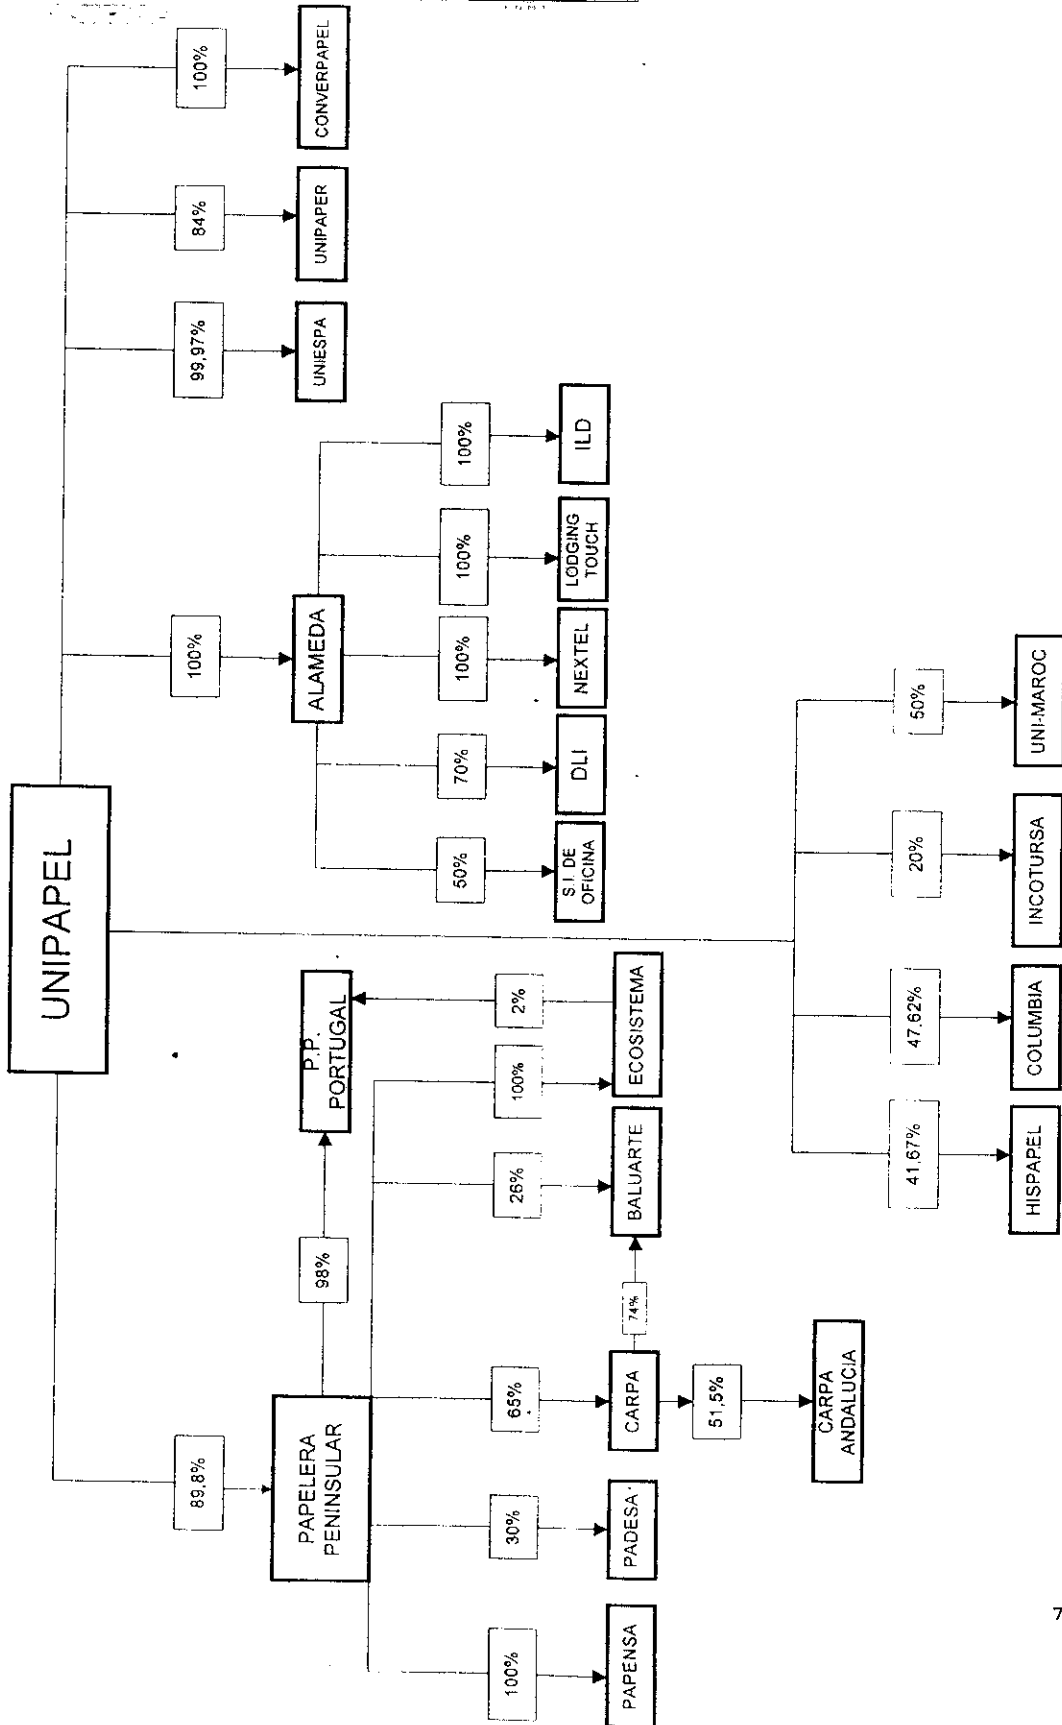 UNIPAPEL
89,8%
100%
99,97%
84%
100%
PAPELERA
PENINSULAR
98%
P.P.
PORTUGAL
ALAMEDA
UNIESPA
UNIPAPER
CONVERPAPEL
100%
30%
65%
26%
100%
2%
50%
70%
100%
100%
100%
PAPENSA
PADESA
CARPA
74%
BALUARTE
ECOSISTEMA
S.I. DE
OFICINA
DLI
NEXTEL
LODGING
TOUCH
ILD
51,5%
CARPA
ANDALUCIA
41,67%
47,62%
20%
50%
HISPAPEL
COLUMBIA
INCOTURSA
UNI-MAROC
7